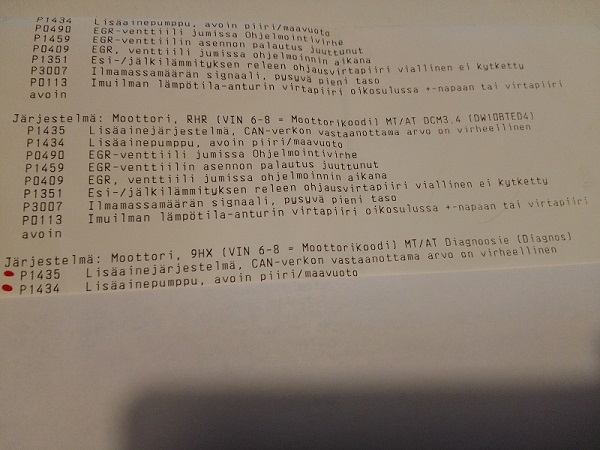 P1434 Lisäainepumppu, avoin piiri/maavuoto
P0490 EGR-venttiili jumissa Ohjelmointivirhe
P1459 EGR-venttiilin asennon palautus juuttunut
P0409 EGR, venttiili jumissa ohjelmoinnin aikana
P1351 Esi-/jälkilämmityksen releen ohjausvirtapiiri viallinen ei kytketty
P3007 Ilmamassamäärän signaali, pysyvä pieni taso
P0113 Imuilman lämpötila-anturin virtapiiri oikosulussa +-napaan tai virtapiiri
avoin
Järjestelmä: Moottori, RHR (VIN 6-8 = Moottorikoodi) MT/AT DCM3.4 (DW10BTED4)
P1435 Lisäainejärjestelmä, CAN-verkon vastaanottama arvo on virheellinen
P1434 Lisäainepumppu, avoin piiri/maavuoto
P0490 EGR-venttiili jumissa Ohjelmointivirhe
P1459 EGR-venttiilin asennon palautus juuttunut
P0409 EGR, venttiili jumissa ohjelmoinnin aikana
P1351 Esi-/jälkilämmityksen releen ohjausvirtapiiri viallinen ei kytketty
P3007 Ilmamassamäärän signaali, pysyvä pieni taso
P0113 Imuilman lämpötila-anturin virtapiiri oikosulussa +-napaan tai virtapiiri
avoin
Järjestelmä: Moottori, 9HX (VIN 6-8 = Moottorikoodi) MT/AT Diagnoosie (Diagnos)
P1435 Lisäainejärjestelmä, CAN-verkon vastaanottama arvo on virheellinen
P1434 Lisäainepumppu, avoin piiri/maavuoto